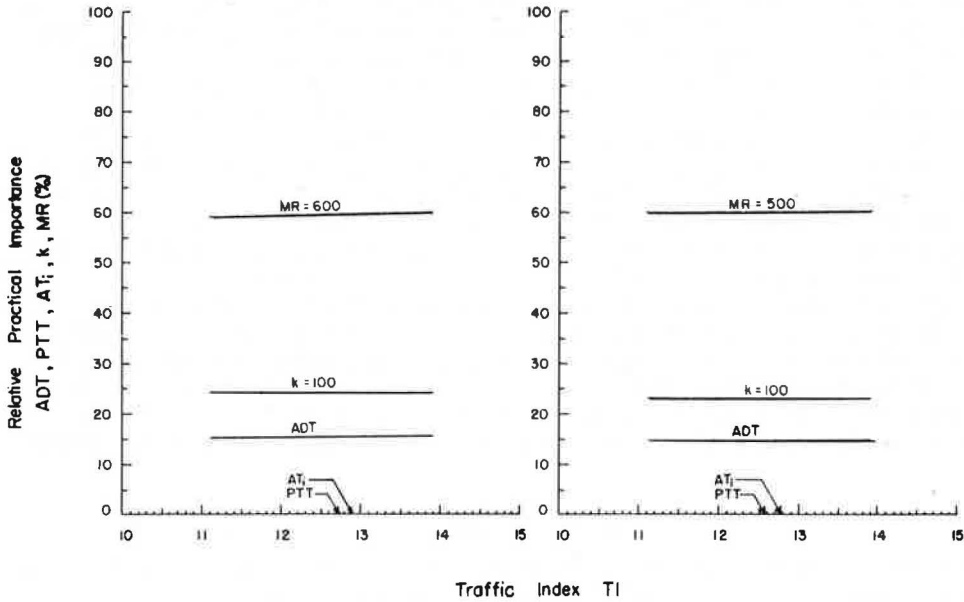 Relative Practical Importance
ADT, PTT, ATi, k, MR (%)
100
90
80
70
60
50
40
30
20
10
0
MR = 600
k = 100
ADT
ATi
PTT
10 11 12 13 14 15
100
90
80
70
60
50
40
30
20
10
0
MR = 500
k = 100
ADT
ATi
PTT
10 11 12 13 14 15
Traffic Index TI